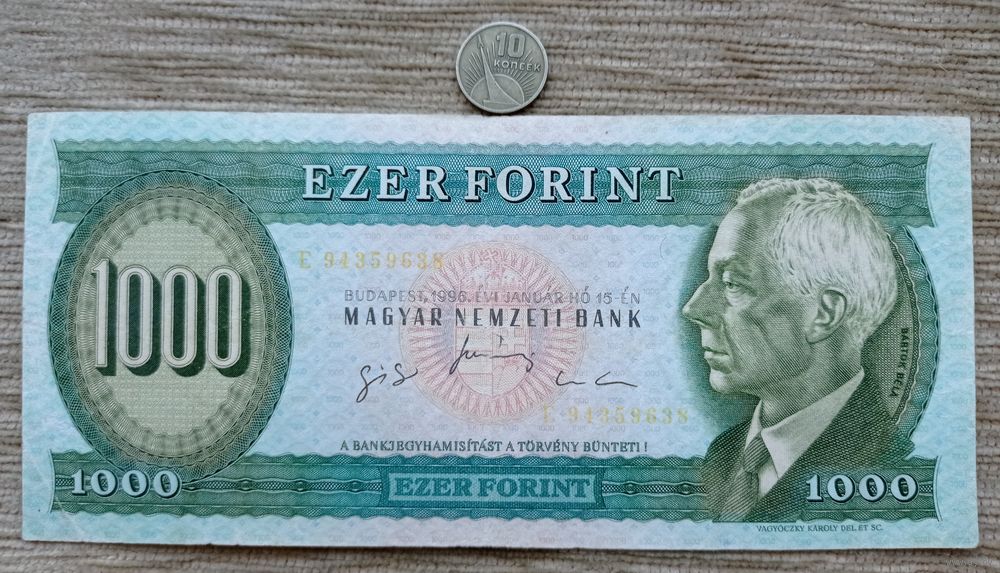 10
КОПЕЕК
EZER FORINT
1000
E 94359638
BUDAPEST, 1996. ÉVI JANUÁR HÓ 15-ÉN
MAGYAR NEMZETI BANK
E 94359638
BARTÓK BÉLA
A BANKJEGYHAMISÍTÁST A TÖRVÉNY BÜNTETI!
1000
EZER FORINT
1000
VAGYÓCZKY KÁROLY DEL. ET SC.